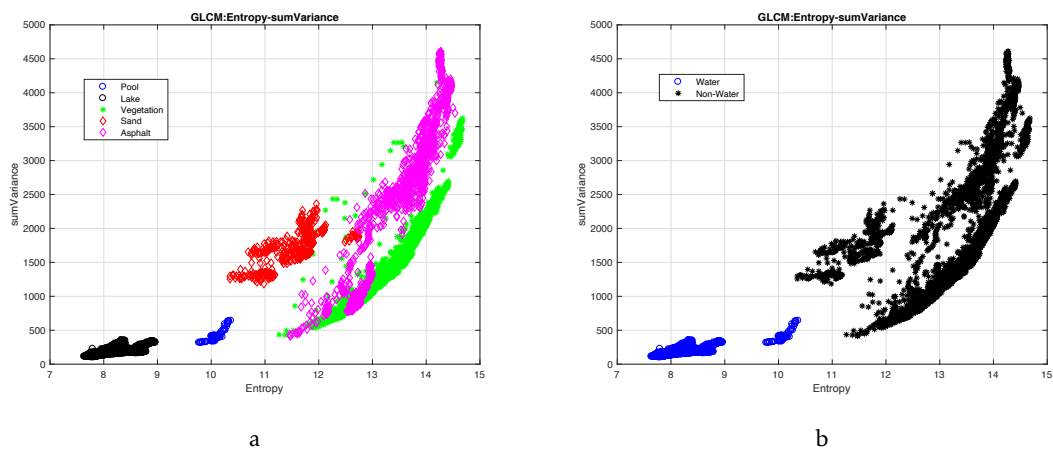 GLCM:Entropy-sumVariance
5000
4500
4000
3500
3000
2500
2000
1500
1000
500
0
sumVariance
Pool
Lake
Vegetation
Sand
Asphalt
7 8 9 10 11 12 13 14 15
Entropy
a
GLCM:Entropy-sumVariance
5000
4500
4000
3500
3000
2500
2000
1500
1000
500
0
sumVariance
Water
Non-Water
7 8 9 10 11 12 13 14 15
Entropy
b